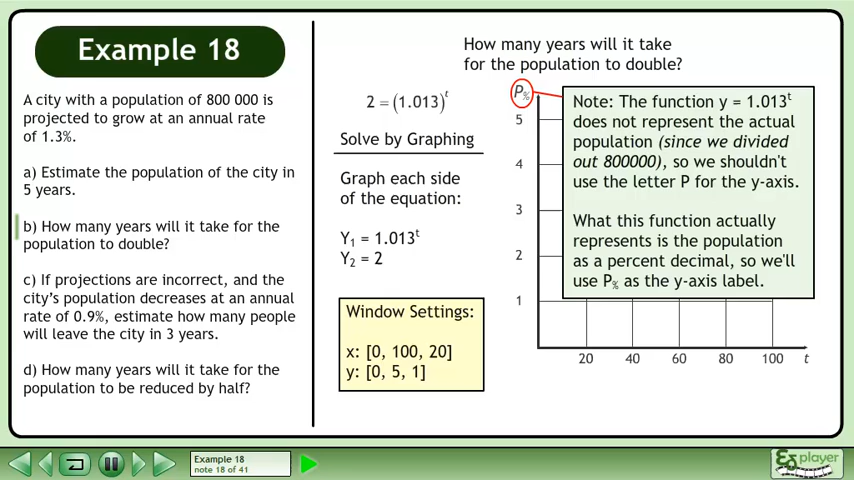 Example 18
A city with a population of 800 000 is
projected to grow at an annual rate
of 1.3%.
a) Estimate the population of the city in
5 years.
b) How many years will it take for the
population to double?
c) If projections are incorrect, and the
city's population decreases at an annual
rate of 0.9%, estimate how many people
will leave the city in 3 years.
d) How many years will it take for the
population to be reduced by half?
How many years will it take
for the population to double?
2 = (1.013)^t
Solve by Graphing
Graph each side
of the equation:
Y₁ = 1.013^t
Y₂ = 2
Window Settings:
x: [0, 100, 20]
y: [0, 5, 1]
P%
5
4
3
2
1
20 40 60 80 100 t
Note: The function y = 1.013^t
does not represent the actual
population (since we divided
out 800000), so we shouldn't
use the letter P for the y-axis.
What this function actually
represents is the population
as a percent decimal, so we'll
use P% as the y-axis label.
Example 18
note 18 of 41
player